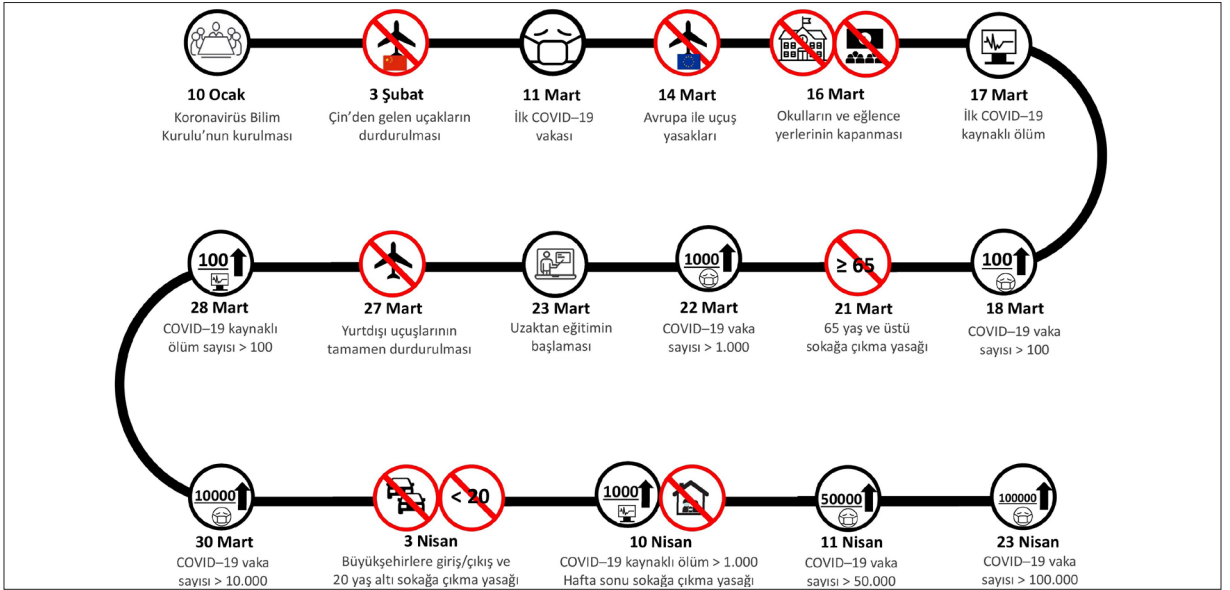 10 Ocak
Koronavirüs Bilim
Kurulu’nun kurulması
3 Şubat
Çin’den gelen uçakların
durdurulması
11 Mart
İlk COVID–19
vakası
14 Mart
Avrupa ile uçuş
yasakları
16 Mart
Okulların ve eğlence
yerlerinin kapanması
17 Mart
İlk COVID–19
kaynaklı ölüm
100
18 Mart
COVID–19 vaka
sayısı > 100
≥ 65
21 Mart
65 yaş ve üstü
sokağa çıkma yasağı
1000
22 Mart
COVID–19 vaka
sayısı > 1.000
23 Mart
Uzaktan eğitimin
başlaması
27 Mart
Yurtdışı uçuşlarının
tamamen durdurulması
100
28 Mart
COVID–19 kaynaklı
ölüm sayısı > 100
10000
30 Mart
COVID–19 vaka
sayısı > 10.000
< 20
3 Nisan
Büyükşehirlere giriş/çıkış ve
20 yaş altı sokağa çıkma yasağı
1000
10 Nisan
COVID–19 kaynaklı ölüm > 1.000
Hafta sonu sokağa çıkma yasağı
50000
11 Nisan
COVID–19 vaka
sayısı > 50.000
100000
23 Nisan
COVID–19 vaka
sayısı > 100.000